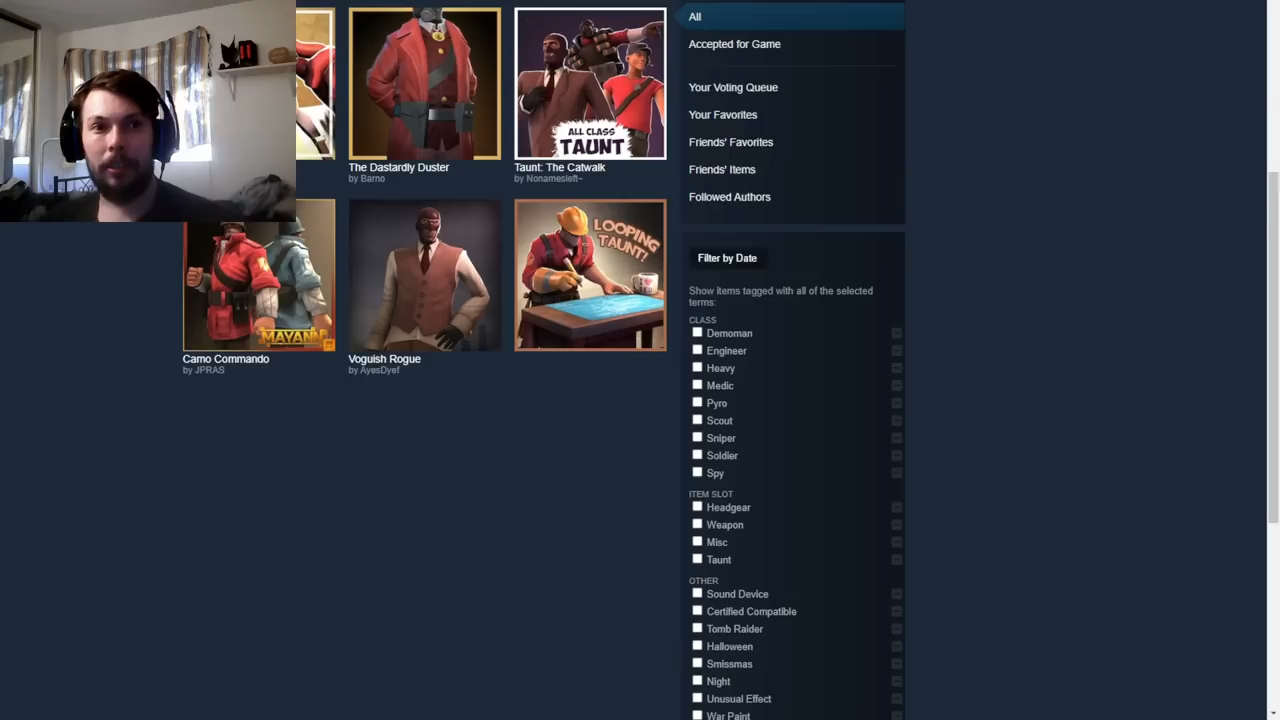 The Dastardly Duster
by Barno
ALL CLASS
TAUNT
Taunt: The Catwalk
by Nonamesleft~
MAYANN
Camo Commando
by JPRAS
Voguish Rogue
by AyesDyef
LOOPING
TAUNT!
All
Accepted for Game
Your Voting Queue
Your Favorites
Friends' Favorites
Friends' Items
Followed Authors
Filter by Date
Show items tagged with all of the selected
terms:
CLASS
Demoman
Engineer
Heavy
Medic
Pyro
Scout
Sniper
Soldier
Spy
ITEM SLOT
Headgear
Weapon
Misc
Taunt
OTHER
Sound Device
Certified Compatible
Tomb Raider
Halloween
Smissmas
Night
Unusual Effect
War Paint